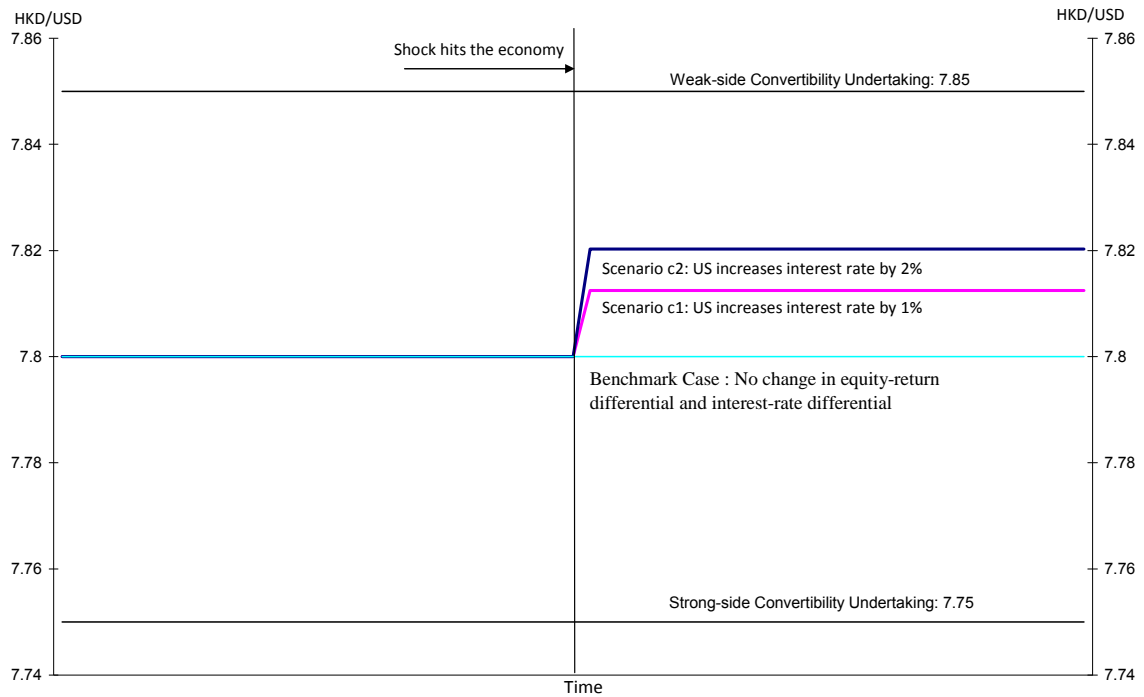 HKD/USD
HKD/USD
7.86
7.86
Shock hits the economy
Weak-side Convertibility Undertaking: 7.85
7.84
7.84
7.82
7.82
Scenario c2: US increases interest rate by 2%
Scenario c1: US increases interest rate by 1%
7.8
7.8
Benchmark Case : No change in equity-return
differential and interest-rate differential
7.78
7.78
7.76
7.76
Strong-side Convertibility Undertaking: 7.75
7.74
7.74
Time